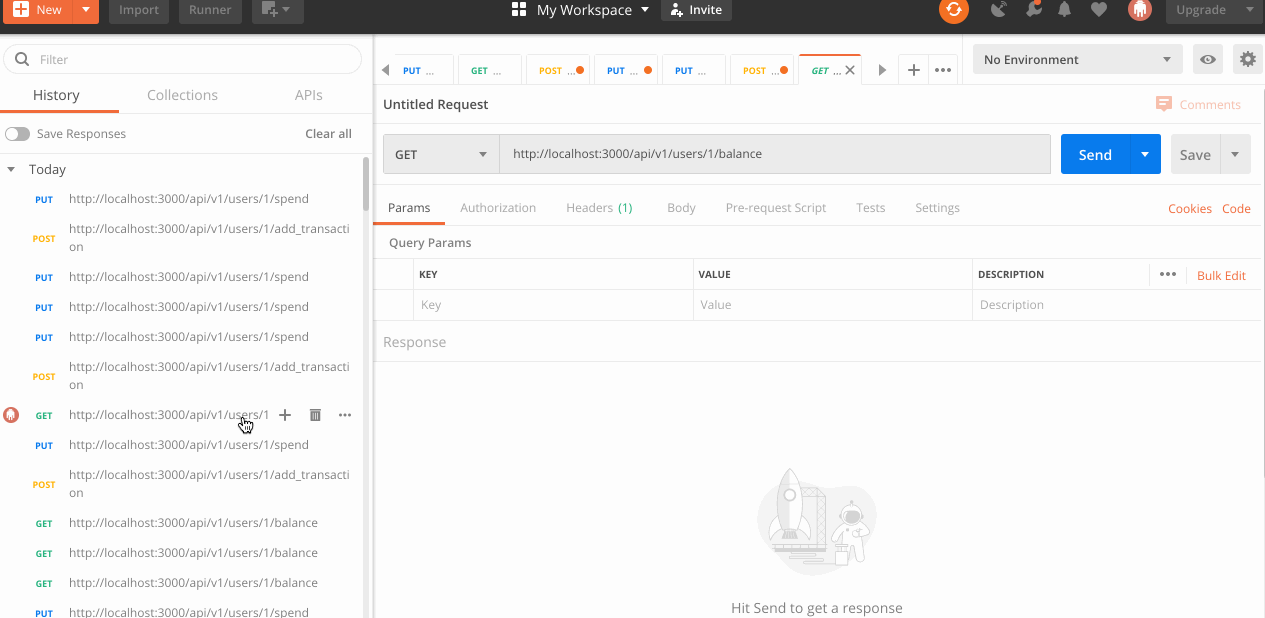 New
Import
Runner
My Workspace
Invite
Upgrade
Filter
History
Collections
APIs
Save Responses
Clear all
Today
PUT http://localhost:3000/api/v1/users/1/spend
POST http://localhost:3000/api/v1/users/1/add_transacti
on
PUT http://localhost:3000/api/v1/users/1/spend
PUT http://localhost:3000/api/v1/users/1/spend
PUT http://localhost:3000/api/v1/users/1/spend
POST http://localhost:3000/api/v1/users/1/add_transacti
on
GET http://localhost:3000/api/v1/users/1
PUT http://localhost:3000/api/v1/users/1/spend
POST http://localhost:3000/api/v1/users/1/add_transacti
on
GET http://localhost:3000/api/v1/users/1/balance
GET http://localhost:3000/api/v1/users/1/balance
GET http://localhost:3000/api/v1/users/1/balance
PUT http://localhost:3000/api/v1/users/1/spend
PUT ... GET ... POST ... PUT ... PUT ... POST ... GET ...
No Environment
Untitled Request
Comments
GET
http://localhost:3000/api/v1/users/1/balance
Send
Save
Params Authorization Headers (1) Body Pre-request Script Tests Settings
Cookies Code
Query Params
KEY VALUE DESCRIPTION
Bulk Edit
Key Value Description
Response
Hit Send to get a response